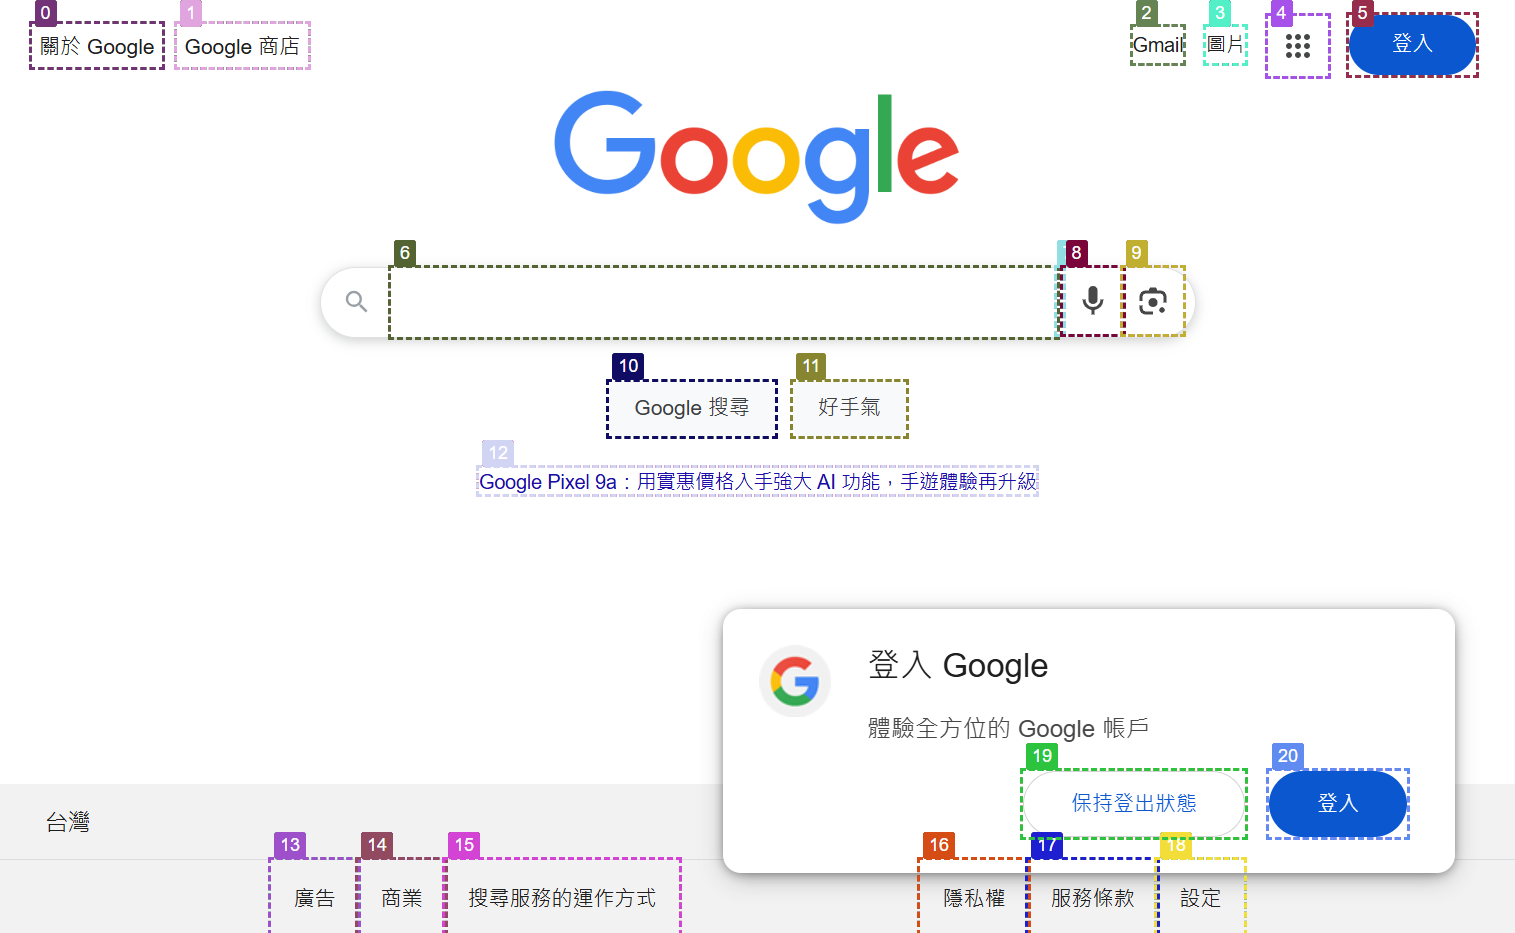 0
1
2
3
4
5
關於 Google
Google 商店
Gmail
圖片
登入
Google
6
8
9
10
11
Google 搜尋
好手氣
12
Google Pixel 9a：用實惠價格入手強大 AI 功能，手遊體驗再升級
登入 Google
體驗全方位的 Google 帳戶
19
20
保持登出狀態
登入
台灣
13
14
15
16
17
18
廣告
商業
搜尋服務的運作方式
隱私權
服務條款
設定